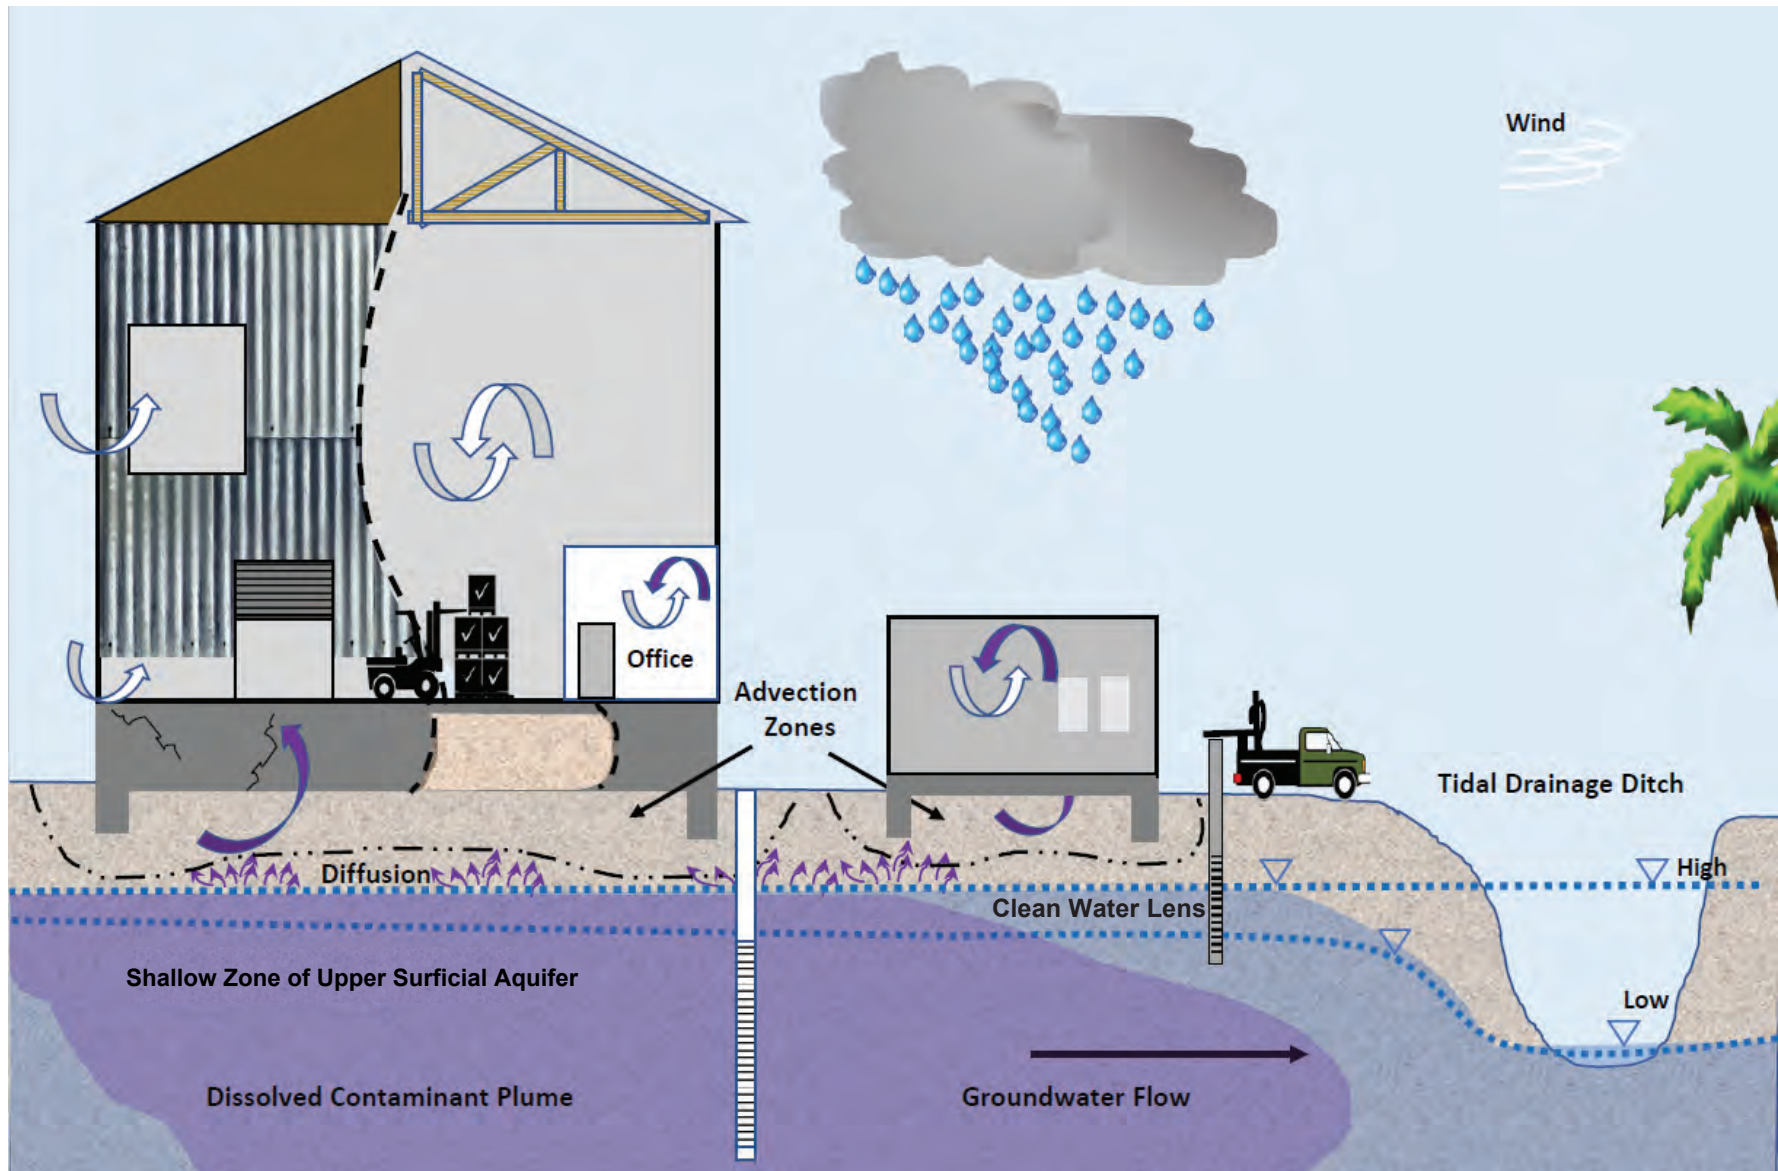 Wind
Office
Advection
Zones
Tidal Drainage Ditch
Diffusion
High
Clean Water Lens
Shallow Zone of Upper Surficial Aquifer
Low
Dissolved Contaminant Plume
Groundwater Flow